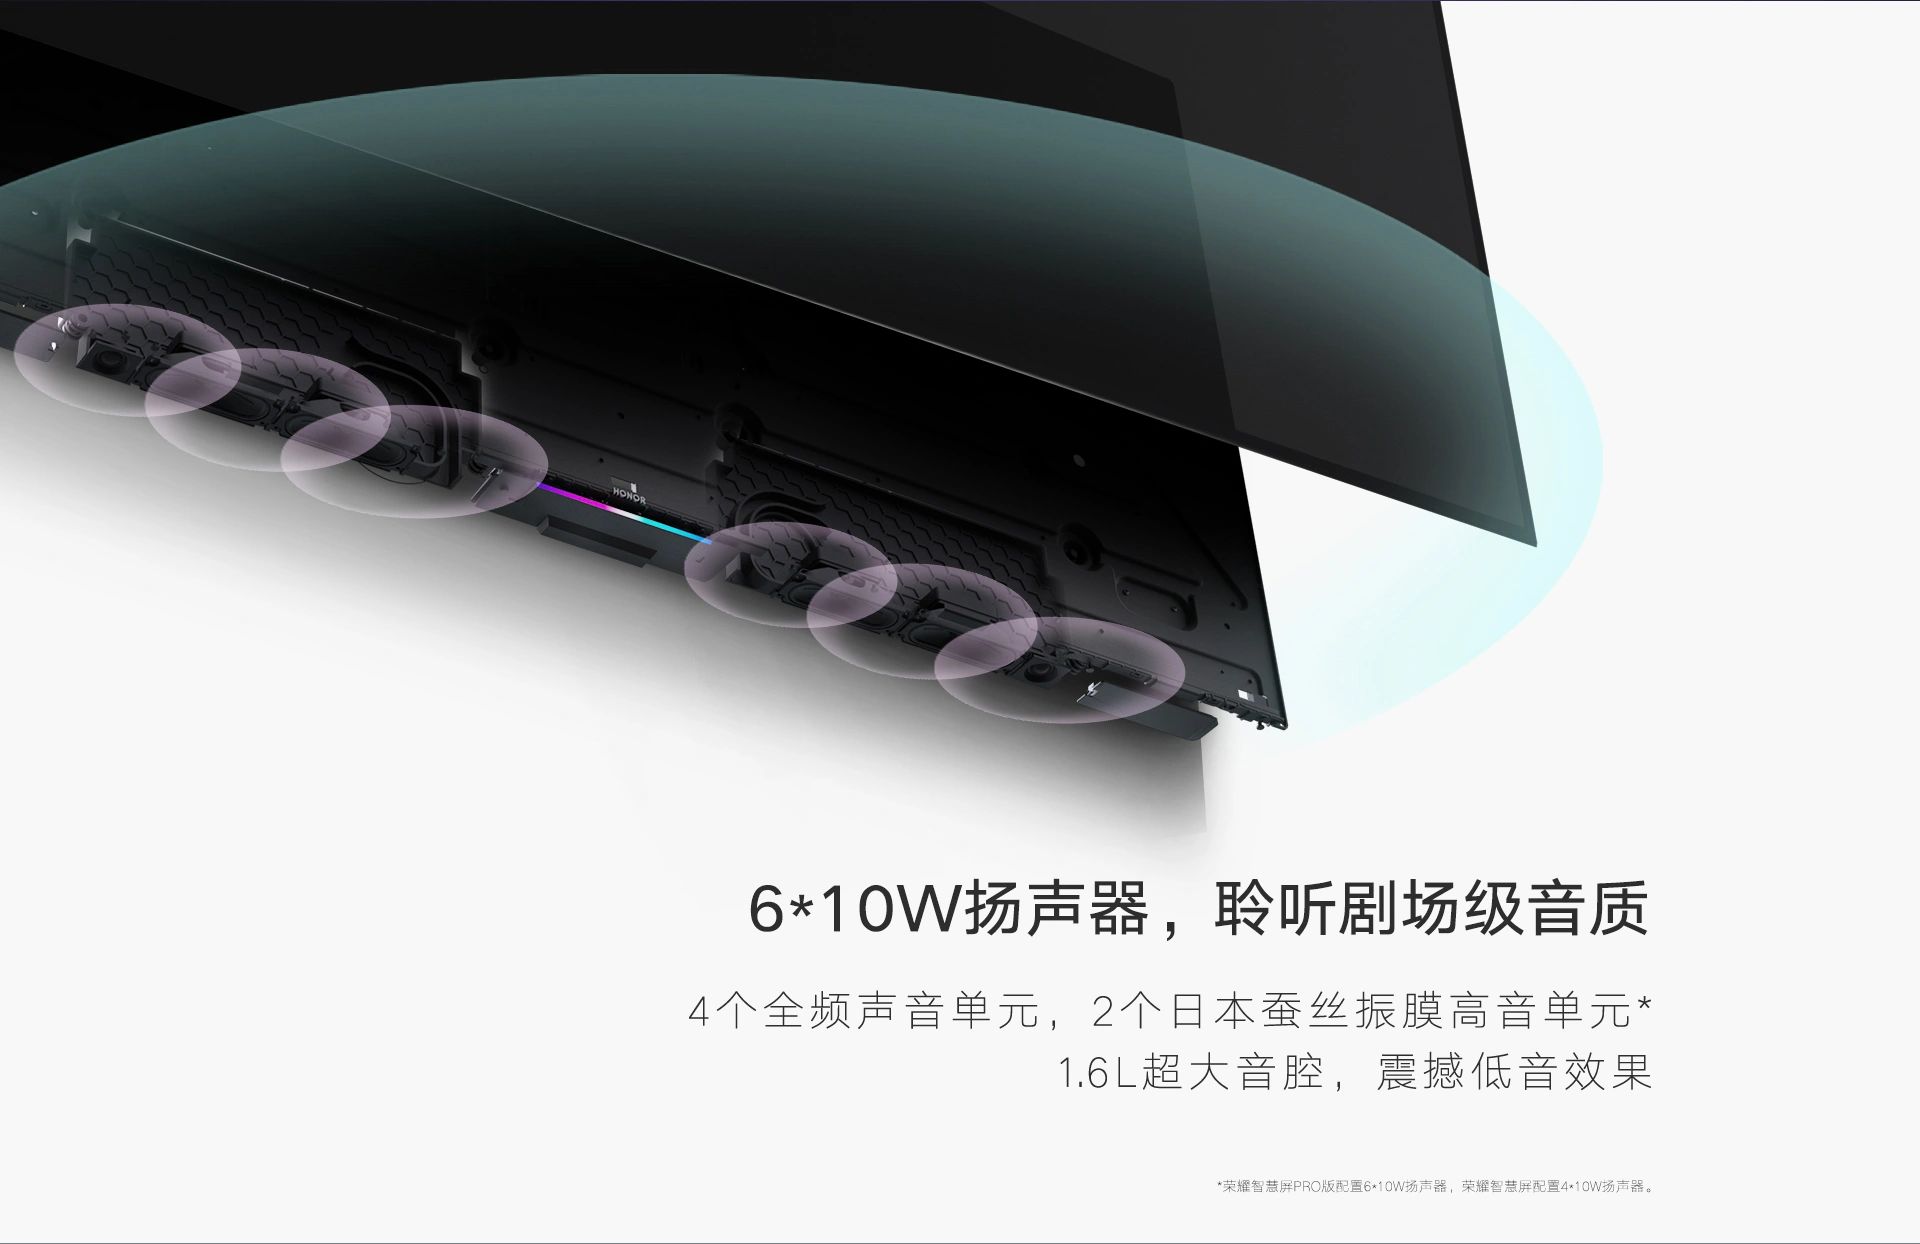 HONOR
6*10W扬声器，聆听剧场级音质
4个全频声音单元，2个日本蚕丝振膜高音单元*
1.6L超大音腔，震撼低音效果
*荣耀智慧屏PRO版配置6*10W扬声器，荣耀智慧屏配置4*10W扬声器。